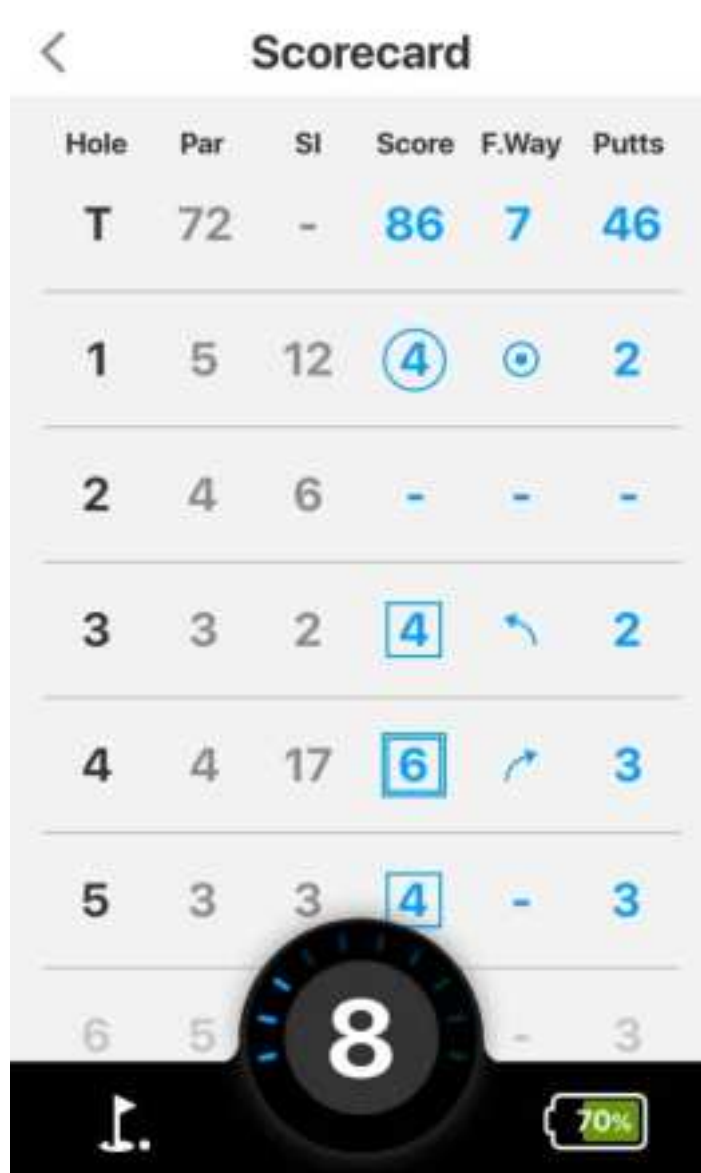 Scorecard
Hole Par SI Score F.Way Putts
T 72 - 86 7 46
1 5 12 4 2
2 4 6 - - -
3 3 2 4 2
4 4 17 6 3
5 3 3 4 - 3
6 5 - 3
8
70%